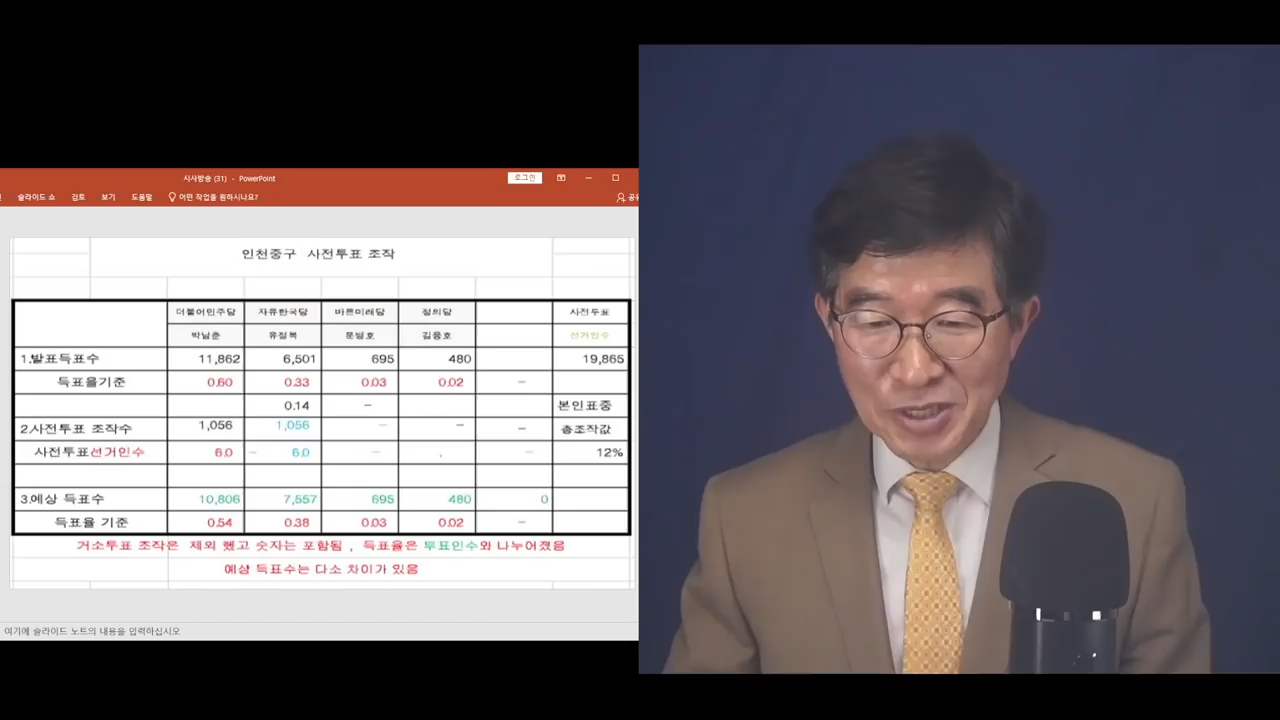 시사방송 (31) - PowerPoint
로그인
슬라이드 쇼 검토 보기 도움말 어떤 작업을 원하시나요? 공유
인천중구 사전투표 조작
더불어민주당 자유한국당 바른미래당 정의당 사전투표
박남춘 유정복 문병호 김응호 선거인수
1.발표득표수 11,862 6,501 695 480 19,865
득표율기준 0.60 0.33 0.03 0.02 -
0.14 - 본인표중
2.사전투표 조작수 1,056 1,056 - - - 총조작값
사전투표선거인수 6.0 - 6.0 - - 12%
3.예상 득표수 10,806 7,557 695 480 0
득표율 기준 0.54 0.38 0.03 0.02 -
거소투표 조작은 제외 했고 숫자는 포함됨 , 득표율은 투표인수와 나누어졌음
예상 득표수는 다소 차이가 있음
여기에 슬라이드 노트의 내용을 입력하십시오